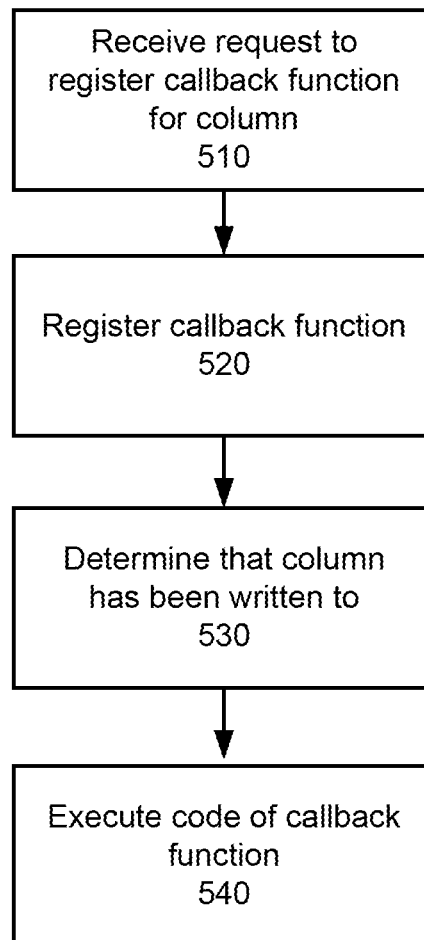 Receive request to
register callback function
for column
510
Register callback function
520
Determine that column
has been written to
530
Execute code of callback
function
540